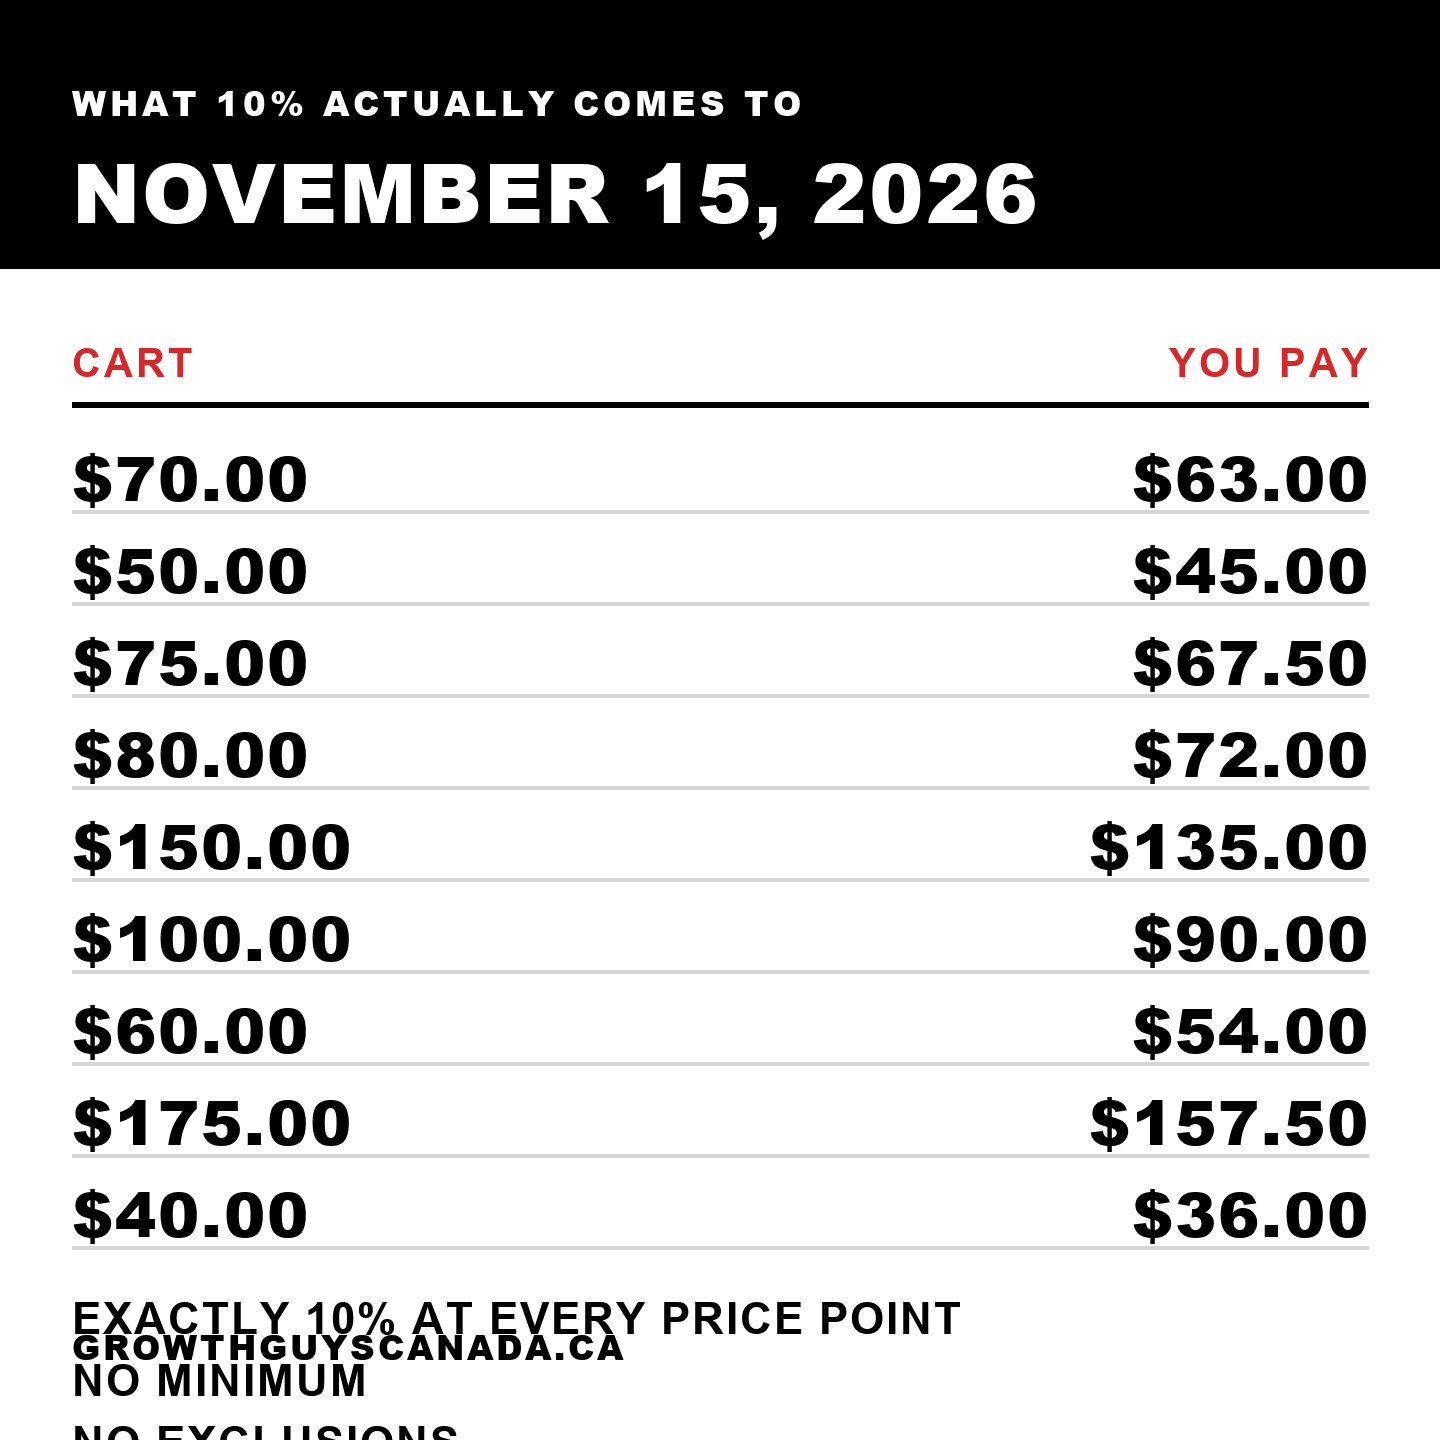 WHAT 10% ACTUALLY COMES TO
NOVEMBER 15, 2026
CART YOU PAY
$70.00 $63.00
$50.00 $45.00
$75.00 $67.50
$80.00 $72.00
$150.00 $135.00
$100.00 $90.00
$60.00 $54.00
$175.00 $157.50
$40.00 $36.00
EXACTLY 10% AT EVERY PRICE POINT
GROWTHGUYSCANADA.CA
NO MINIMUM
NO EXCLUSIONS